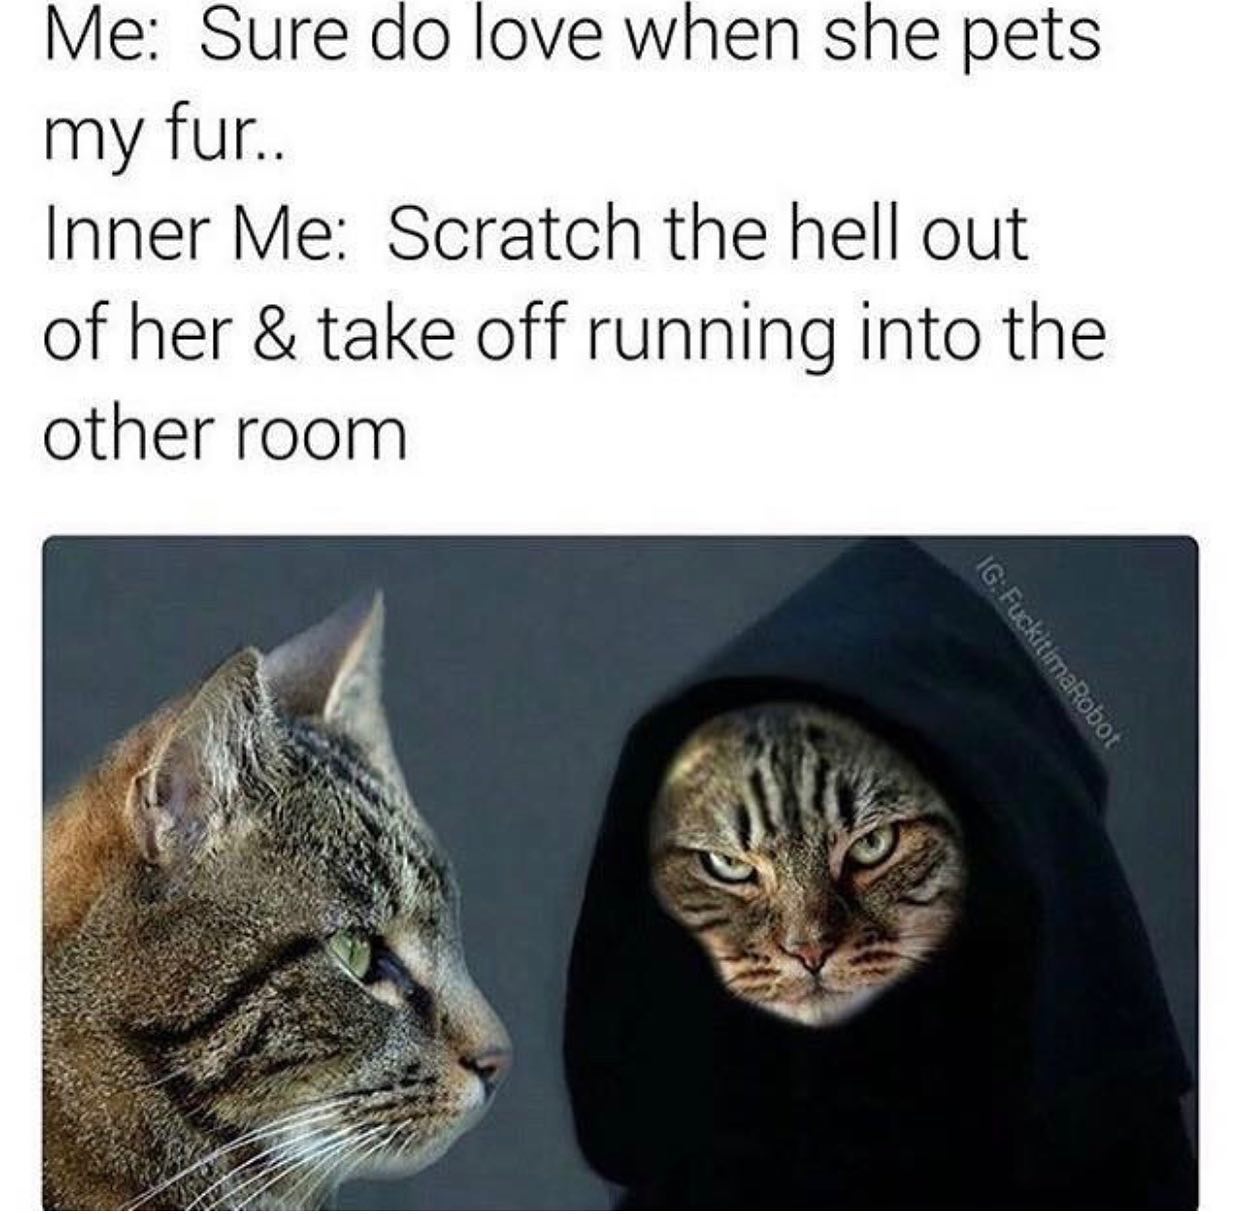 Me:  Sure do love when she pets
my fur..
Inner Me:  Scratch the hell out
of her & take off running into the
other room
IG: FuckitImaRobot